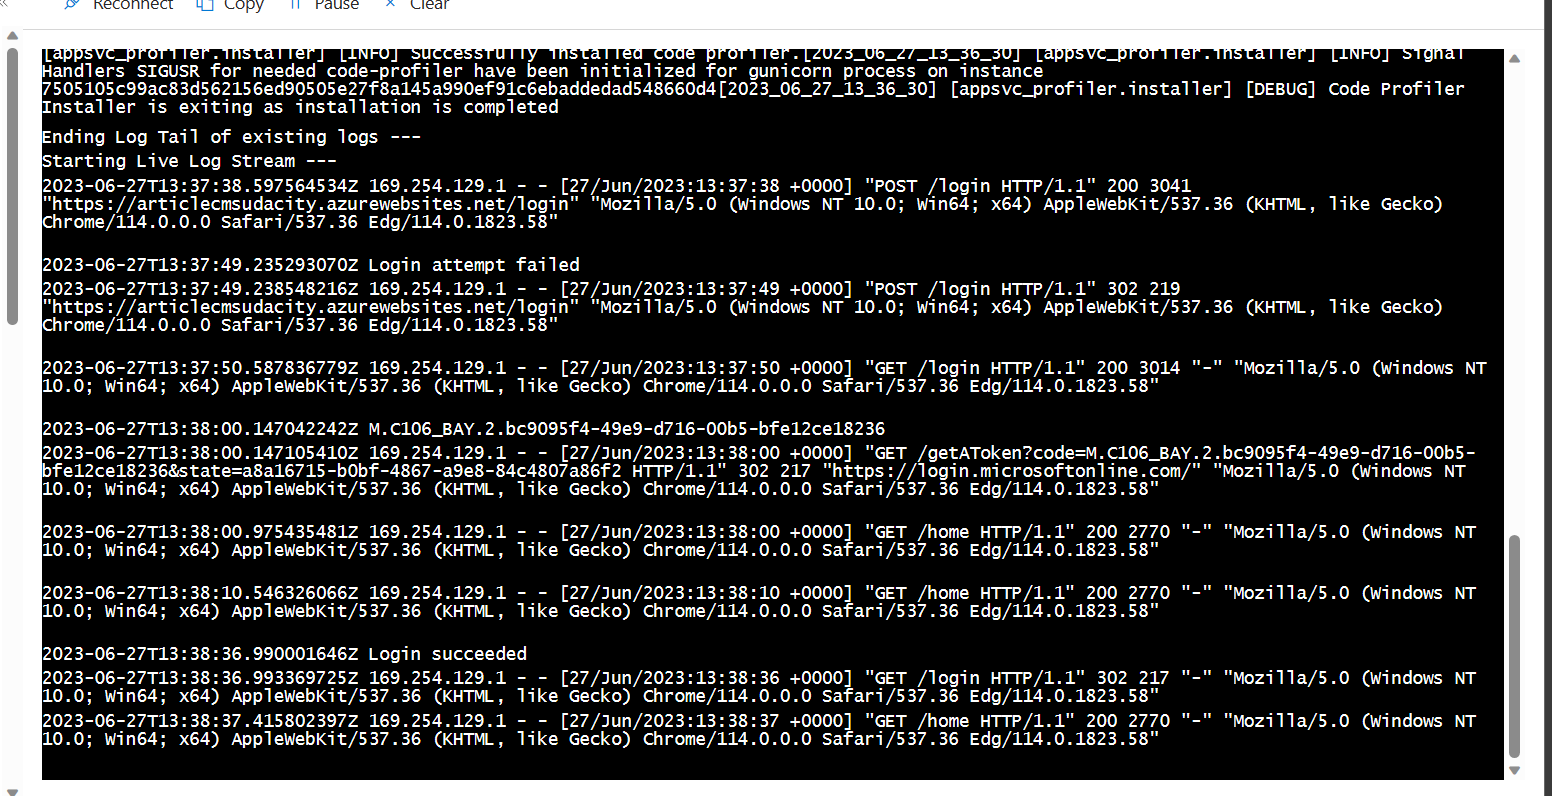 Reconnect Copy Pause Clear
[appsvc_profiler.installer] [INFO] Successfully installed code profiler.[2023_06_27_13_36_30] [appsvc_profiler.installer] [INFO] Signal
Handlers SIGUSR for needed code-profiler have been initialized for gunicorn process on instance
7505105c99ac83d562156ed90505e27f8a145a990ef91c6ebaddedad548660d4[2023_06_27_13_36_30] [appsvc_profiler.installer] [DEBUG] Code Profiler
Installer is exiting as installation is completed
Ending Log Tail of existing logs ---
Starting Live Log Stream ---
2023-06-27T13:37:38.597564534Z 169.254.129.1 - - [27/Jun/2023:13:37:38 +0000] "POST /login HTTP/1.1" 200 3041
"https://articlecmsudacity.azurewebsites.net/login" "Mozilla/5.0 (Windows NT 10.0; Win64; x64) AppleWebKit/537.36 (KHTML, like Gecko)
Chrome/114.0.0.0 Safari/537.36 Edg/114.0.1823.58"
2023-06-27T13:37:49.235293070Z Login attempt failed
2023-06-27T13:37:49.238548216Z 169.254.129.1 - - [27/Jun/2023:13:37:49 +0000] "POST /login HTTP/1.1" 302 219
"https://articlecmsudacity.azurewebsites.net/login" "Mozilla/5.0 (Windows NT 10.0; Win64; x64) AppleWebKit/537.36 (KHTML, like Gecko)
Chrome/114.0.0.0 Safari/537.36 Edg/114.0.1823.58"
2023-06-27T13:37:50.587836779Z 169.254.129.1 - - [27/Jun/2023:13:37:50 +0000] "GET /login HTTP/1.1" 200 3014 "-" "Mozilla/5.0 (Windows NT
10.0; Win64; x64) AppleWebKit/537.36 (KHTML, like Gecko) Chrome/114.0.0.0 Safari/537.36 Edg/114.0.1823.58"
2023-06-27T13:38:00.147042242Z M.C106_BAY.2.bc9095f4-49e9-d716-00b5-bfe12ce18236
2023-06-27T13:38:00.147105410Z 169.254.129.1 - - [27/Jun/2023:13:38:00 +0000] "GET /getAToken?code=M.C106_BAY.2.bc9095f4-49e9-d716-00b5-
bfe12ce18236&state=a8a16715-b0bf-4867-a9e8-84c4807a86f2 HTTP/1.1" 302 217 "https://login.microsoftonline.com/" "Mozilla/5.0 (Windows NT
10.0; Win64; x64) AppleWebKit/537.36 (KHTML, like Gecko) Chrome/114.0.0.0 Safari/537.36 Edg/114.0.1823.58"
2023-06-27T13:38:00.975435481Z 169.254.129.1 - - [27/Jun/2023:13:38:00 +0000] "GET /home HTTP/1.1" 200 2770 "-" "Mozilla/5.0 (Windows NT
10.0; Win64; x64) AppleWebKit/537.36 (KHTML, like Gecko) Chrome/114.0.0.0 Safari/537.36 Edg/114.0.1823.58"
2023-06-27T13:38:10.546326066Z 169.254.129.1 - - [27/Jun/2023:13:38:10 +0000] "GET /home HTTP/1.1" 200 2770 "-" "Mozilla/5.0 (Windows NT
10.0; Win64; x64) AppleWebKit/537.36 (KHTML, like Gecko) Chrome/114.0.0.0 Safari/537.36 Edg/114.0.1823.58"
2023-06-27T13:38:36.990001646Z Login succeeded
2023-06-27T13:38:36.993369725Z 169.254.129.1 - - [27/Jun/2023:13:38:36 +0000] "GET /login HTTP/1.1" 302 217 "-" "Mozilla/5.0 (Windows NT
10.0; Win64; x64) AppleWebKit/537.36 (KHTML, like Gecko) Chrome/114.0.0.0 Safari/537.36 Edg/114.0.1823.58"
2023-06-27T13:38:37.415802397Z 169.254.129.1 - - [27/Jun/2023:13:38:37 +0000] "GET /home HTTP/1.1" 200 2770 "-" "Mozilla/5.0 (Windows NT
10.0; Win64; x64) AppleWebKit/537.36 (KHTML, like Gecko) Chrome/114.0.0.0 Safari/537.36 Edg/114.0.1823.58"